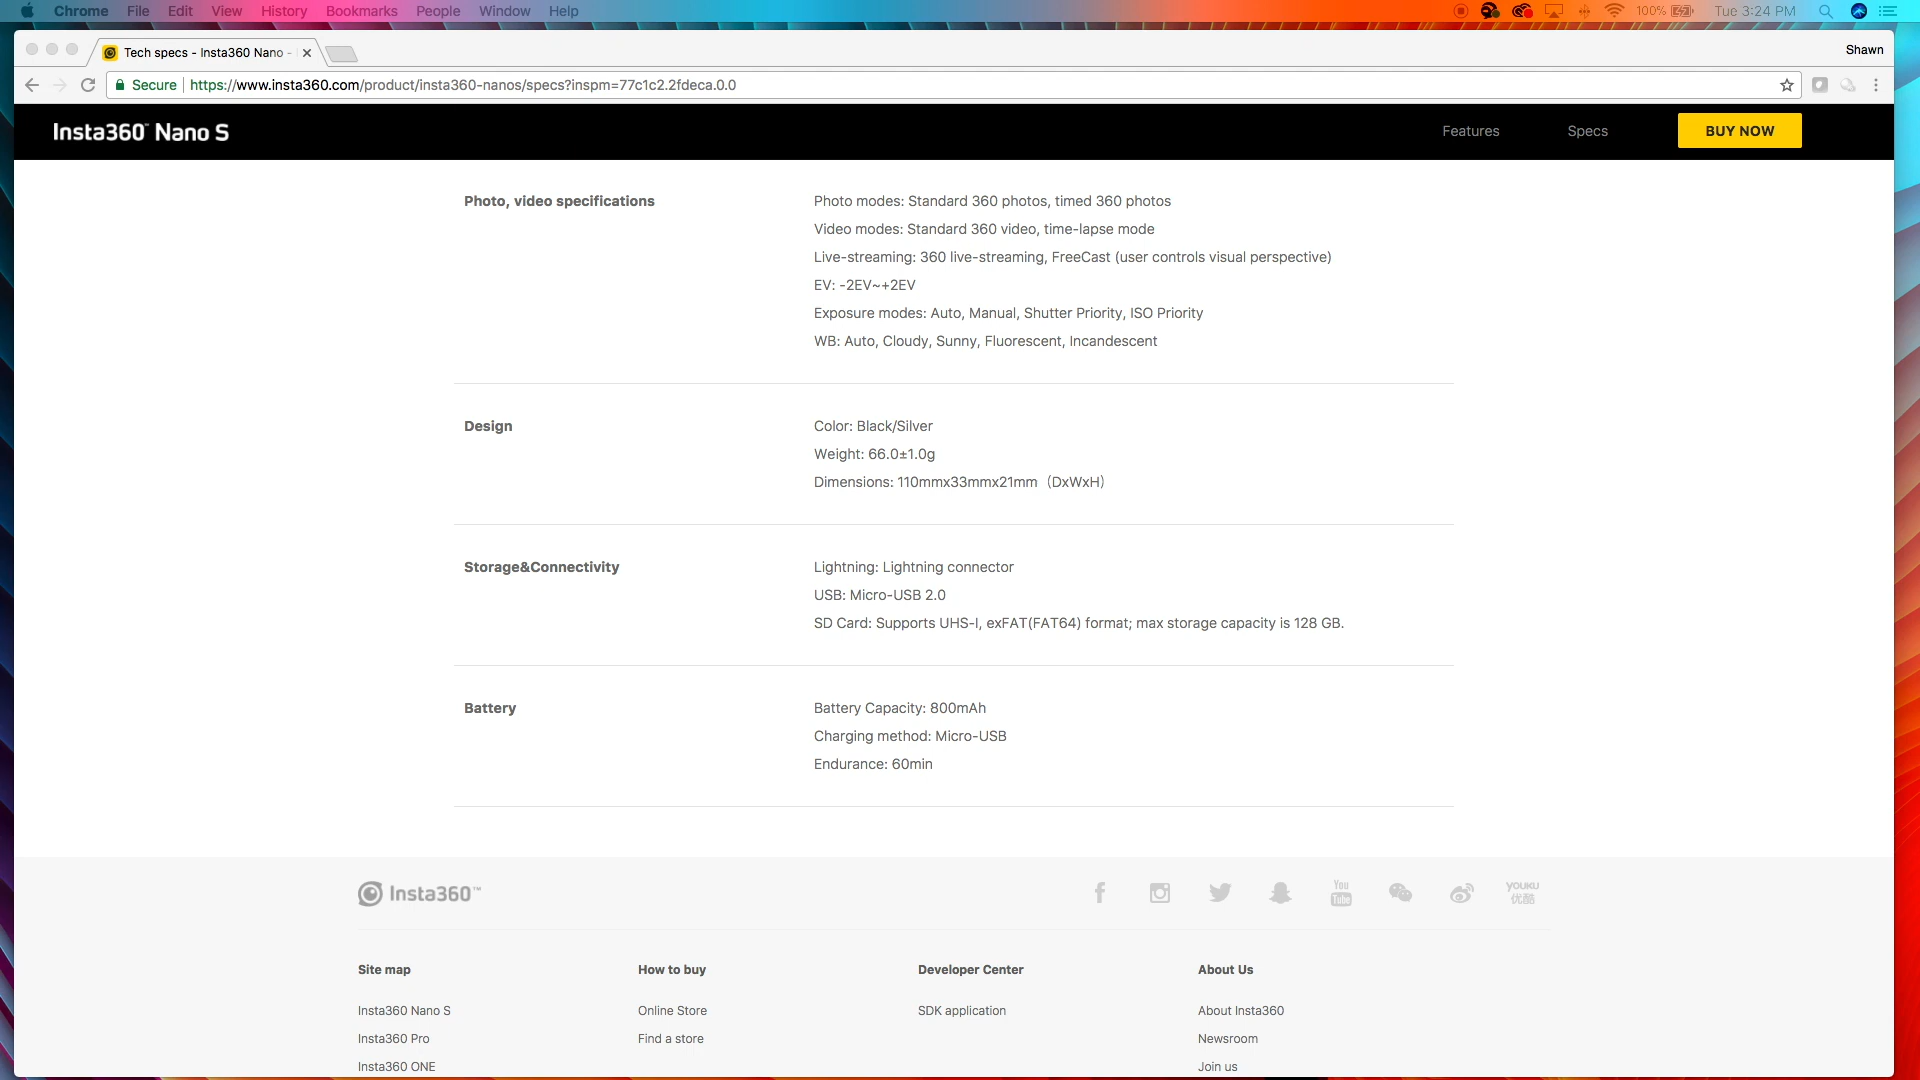 Chrome File Edit View History Bookmarks People Window Help 100% Tue 3:24 PM
Tech specs - Insta360 Nano - Shawn
Secure https://www.insta360.com/product/insta360-nanos/specs?inspm=77c1c2.2fdeca.0.0
Insta360™ Nano S Features Specs BUY NOW
Photo, video specifications Photo modes: Standard 360 photos, timed 360 photos
Video modes: Standard 360 video, time-lapse mode
Live-streaming: 360 live-streaming, FreeCast (user controls visual perspective)
EV: -2EV~+2EV
Exposure modes: Auto, Manual, Shutter Priority, ISO Priority
WB: Auto, Cloudy, Sunny, Fluorescent, Incandescent
Design Color: Black/Silver
Weight: 66.0±1.0g
Dimensions: 110mmx33mmx21mm（DxWxH）
Storage&Connectivity Lightning: Lightning connector
USB: Micro-USB 2.0
SD Card: Supports UHS-I, exFAT(FAT64) format; max storage capacity is 128 GB.
Battery Battery Capacity: 800mAh
Charging method: Micro-USB
Endurance: 60min
Insta360™ You Tube YOUKU 优酷
Site map How to buy Developer Center About Us
Insta360 Nano S Online Store SDK application About Insta360
Insta360 Pro Find a store Newsroom
Insta360 ONE Join us